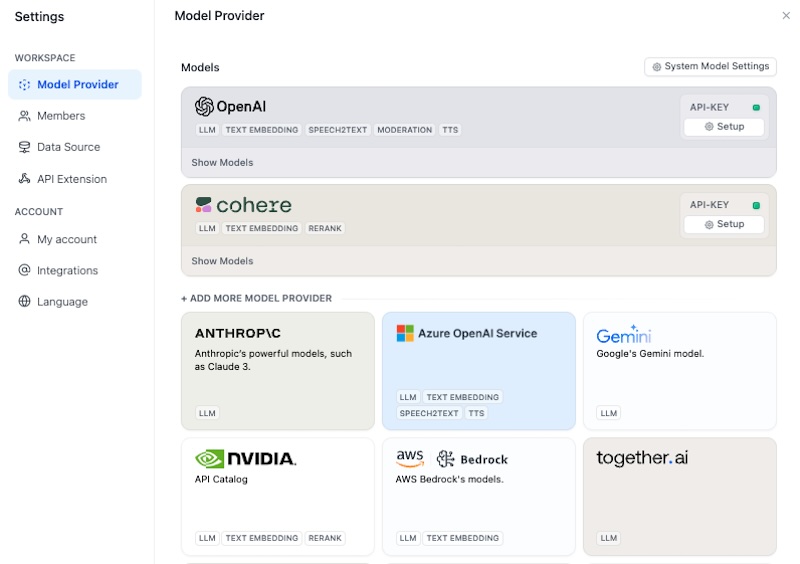 Settings
Model Provider
WORKSPACE
Model Provider
Members
Data Source
API Extension
ACCOUNT
My account
Integrations
Language
Models
System Model Settings
OpenAI
LLM TEXT EMBEDDING SPEECH2TEXT MODERATION TTS
API-KEY
Setup
Show Models
cohere
LLM TEXT EMBEDDING RERANK
API-KEY
Setup
Show Models
+ ADD MORE MODEL PROVIDER
ANTHROP\C
Anthropic's powerful models, such
as Claude 3.
LLM
Azure OpenAI Service
LLM TEXT EMBEDDING
SPEECH2TEXT TTS
Gemini
Google's Gemini model.
LLM
NVIDIA.
API Catalog
LLM TEXT EMBEDDING RERANK
aws Bedrock
AWS Bedrock's models.
LLM TEXT EMBEDDING
together.ai
LLM